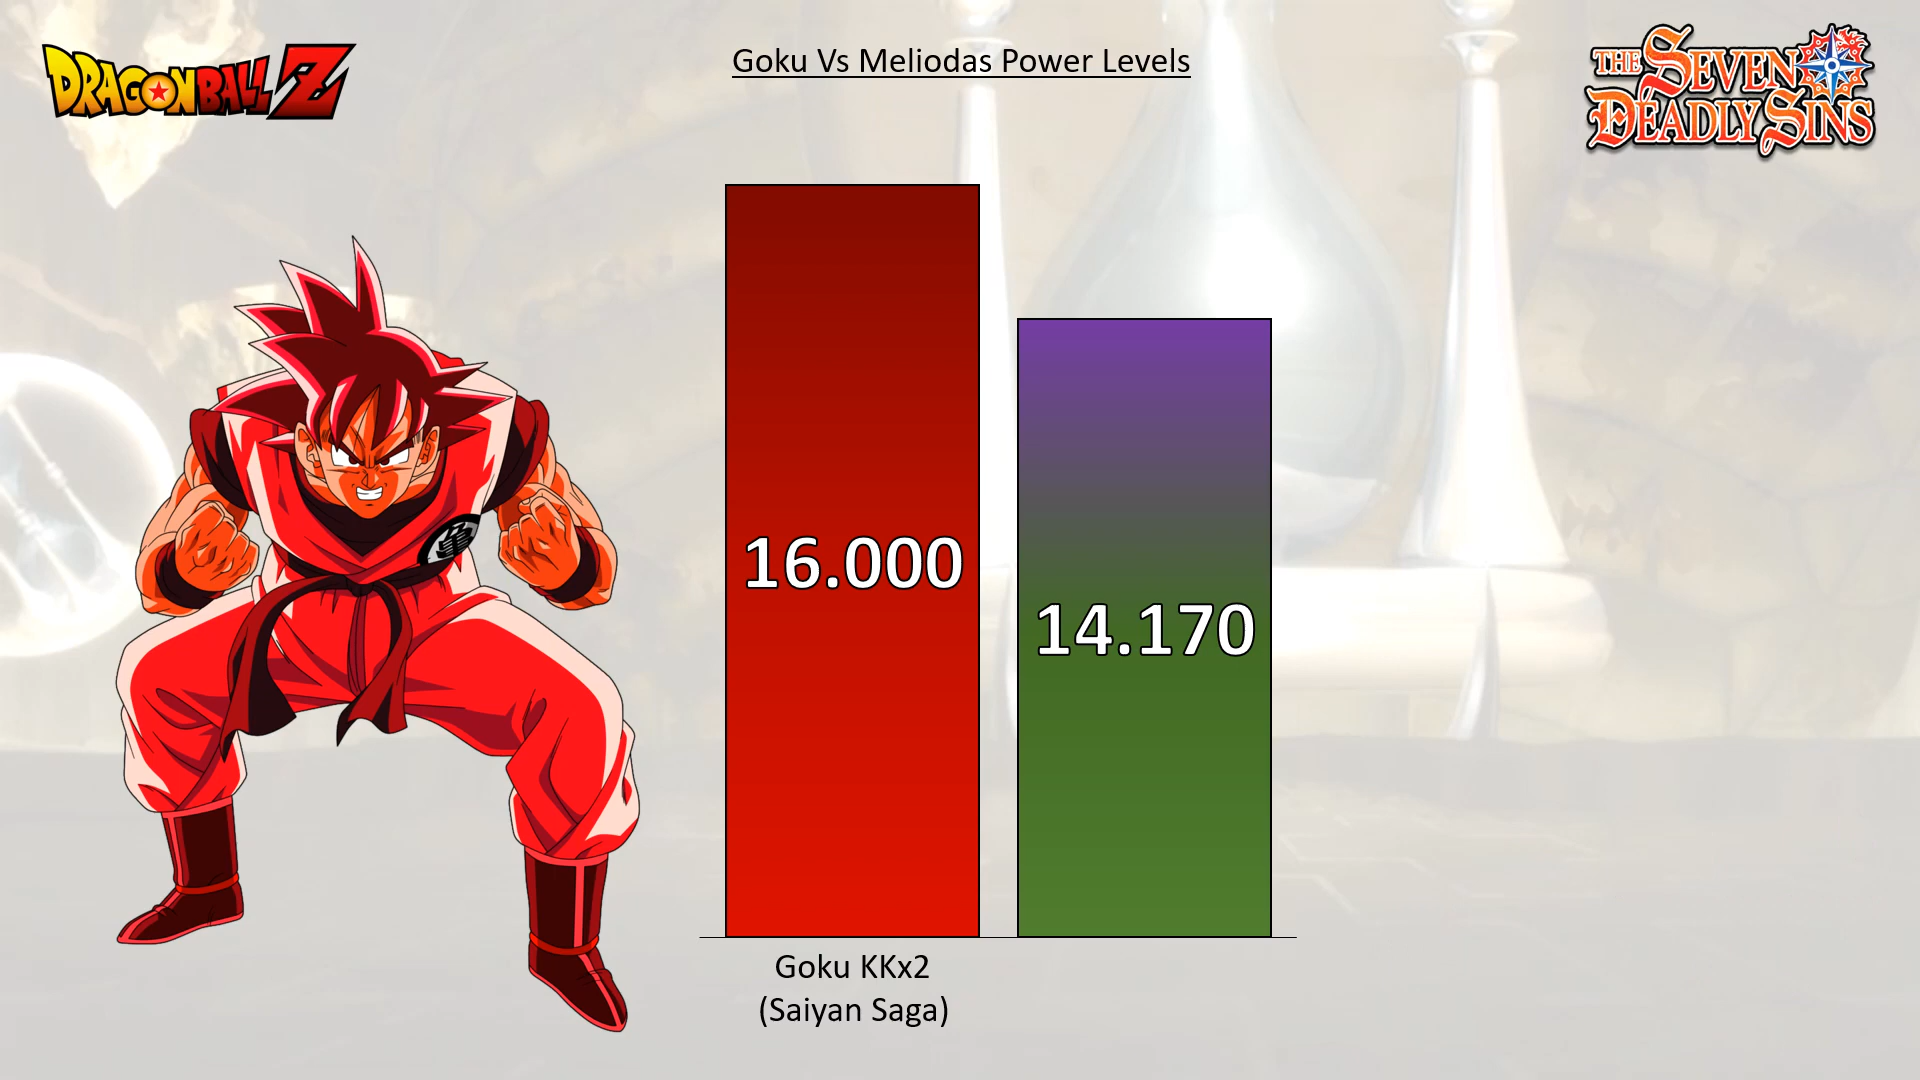 DRAGON BALL Z
Goku Vs Meliodas Power Levels
THE SEVEN
DEADLY SINS
16.000
14.170
亀
Goku KKx2
(Saiyan Saga)